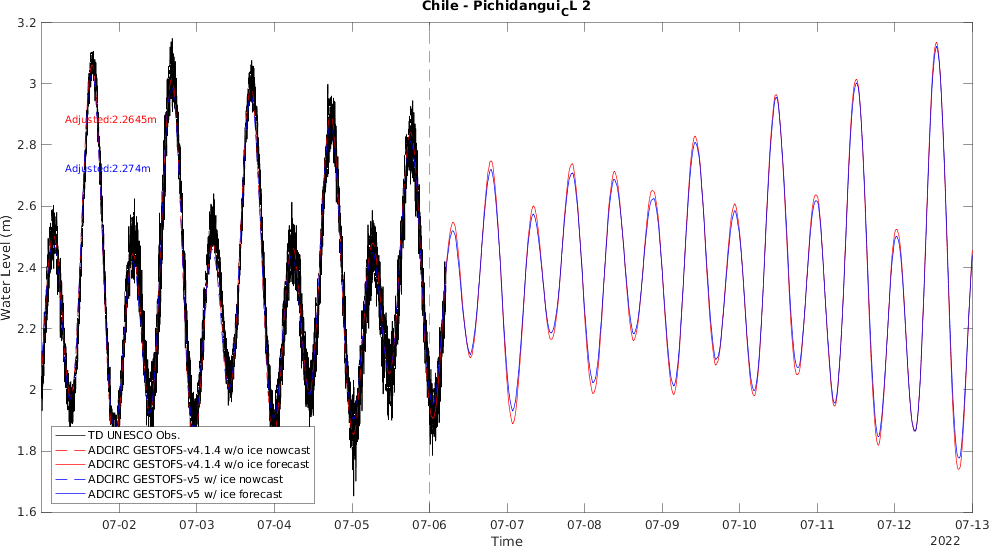 Chile - Pichidangui_CL 2
Water Level (m)
3.2
3
2.8
2.6
2.4
2.2
2
1.8
1.6
Adjusted:2.2645m
Adjusted:2.274m
TD UNESCO Obs.
ADCIRC GESTOFS-v4.1.4 w/o ice nowcast
ADCIRC GESTOFS-v4.1.4 w/o ice forecast
ADCIRC GESTOFS-v5 w/ ice nowcast
ADCIRC GESTOFS-v5 w/ ice forecast
07-02 07-03 07-04 07-05 07-06 07-07 07-08 07-09 07-10 07-11 07-12 07-13
Time
2022